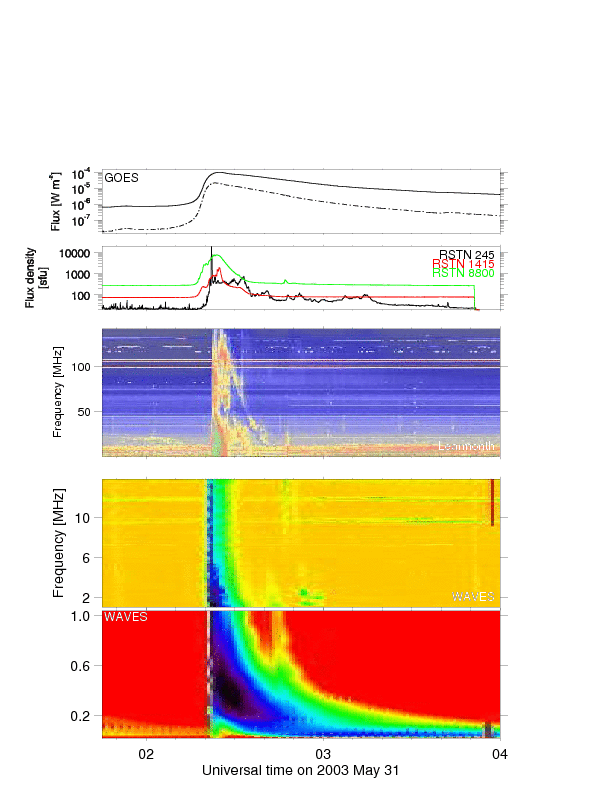 GOES
Flux [W m-2]
10-4
10-5
10-6
10-7
RSTN 245
RSTN 1415
RSTN 8800
Flux density
[sfu]
10000
1000
100
Frequency [MHz]
100
50
Learmonth
Frequency [MHz]
10
6
2
WAVES
WAVES
1.0
0.6
0.2
02 03 04
Universal time on 2003 May 31